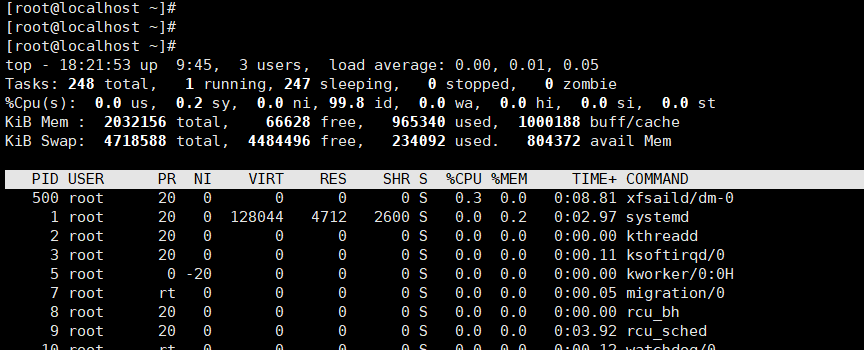 [root@localhost ~]#
[root@localhost ~]#
[root@localhost ~]#
top - 18:21:53 up  9:45,  3 users,  load average: 0.00, 0.01, 0.05
Tasks: 248 total,   1 running, 247 sleeping,   0 stopped,   0 zombie
%Cpu(s):  0.0 us,  0.2 sy,  0.0 ni, 99.8 id,  0.0 wa,  0.0 hi,  0.0 si,  0.0 st
KiB Mem :  2032156 total,    66628 free,   965340 used,  1000188 buff/cache
KiB Swap:  4718588 total,  4484496 free,   234092 used.   804372 avail Mem
PID USER      PR  NI    VIRT    RES    SHR S  %CPU %MEM     TIME+ COMMAND
500 root      20   0       0      0      0 S   0.3  0.0   0:08.81 xfsaild/dm-0
1 root      20   0  128044   4712   2600 S   0.0  0.2   0:02.97 systemd
2 root      20   0       0      0      0 S   0.0  0.0   0:00.00 kthreadd
3 root      20   0       0      0      0 S   0.0  0.0   0:00.11 ksoftirqd/0
5 root       0 -20       0      0      0 S   0.0  0.0   0:00.00 kworker/0:0H
7 root      rt   0       0      0      0 S   0.0  0.0   0:00.05 migration/0
8 root      20   0       0      0      0 S   0.0  0.0   0:00.00 rcu_bh
9 root      20   0       0      0      0 S   0.0  0.0   0:03.92 rcu_sched
10 root      rt   0       0      0      0 S   0.0  0.0   0:00.12 watchdog/0